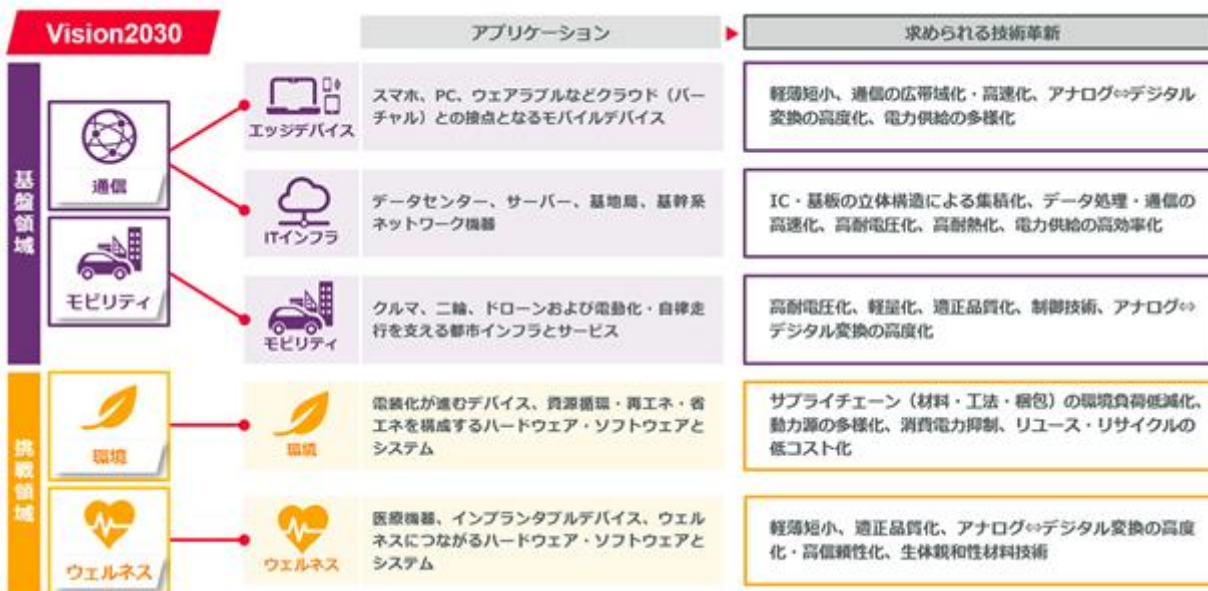 Vision2030
アプリケーション
求められる技術革新
基盤領域
通信
エッジデバイス
スマホ、PC、ウェアラブルなどクラウド（バー
チャル）との接点となるモバイルデバイス
軽薄短小、通信の広帯域化・高速化、アナログ⇔デジタル
変換の高度化、電力供給の多様化
ITインフラ
データセンター、サーバー、基地局、基幹系
ネットワーク機器
IC・基板の立体構造による集積化、データ処理・通信の
高速化、高耐電圧化、高耐熱化、電力供給の高効率化
モビリティ
モビリティ
クルマ、二輪、ドローンおよび電動化・自律走
行を支える都市インフラとサービス
高耐電圧化、軽量化、適正品質化、制御技術、アナログ⇔
デジタル変換の高度化
挑戦領域
環境
環境
電装化が進むデバイス、資源循環・再エネ・省
エネを構成するハードウェア・ソフトウェアと
システム
サプライチェーン（材料・工法・梱包）の環境負荷低減化、
動力源の多様化、消費電力抑制、リユース・リサイクルの
低コスト化
ウェルネス
ウェルネス
医療機器、インプランタブルデバイス、ウェル
ネスにつながるハードウェア・ソフトウェアと
システム
軽薄短小、適正品質化、アナログ⇔デジタル変換の高度
化・高信頼性化、生体親和性材料技術